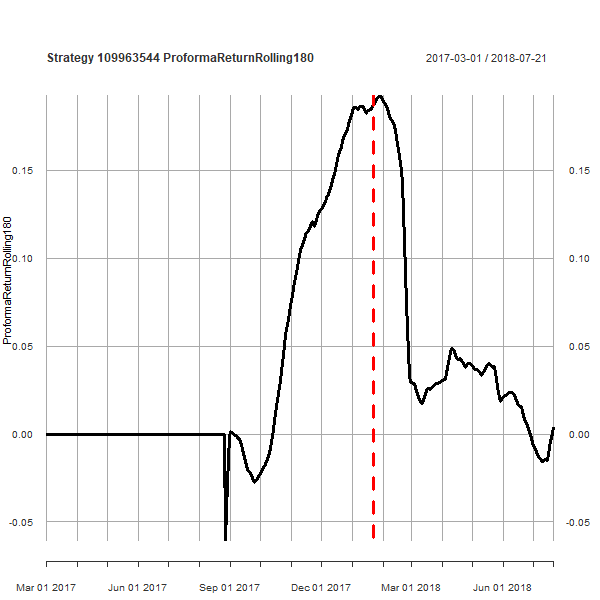 Strategy 109963544 ProformaReturnRolling180 2017-03-01 / 2018-07-21
0.15 0.15
0.10 0.10
ProformaReturnRolling180
0.05 0.05
0.00 0.00
-0.05 -0.05
Mar 01 2017 Jun 01 2017 Sep 01 2017 Dec 01 2017 Mar 01 2018 Jun 01 2018